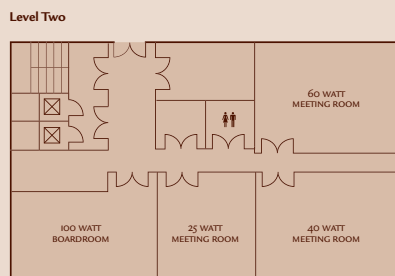 Level Two
60 WATT
MEETING ROOM
100 WATT
BOARDROOM
25 WATT
MEETING ROOM
40 WATT
MEETING ROOM